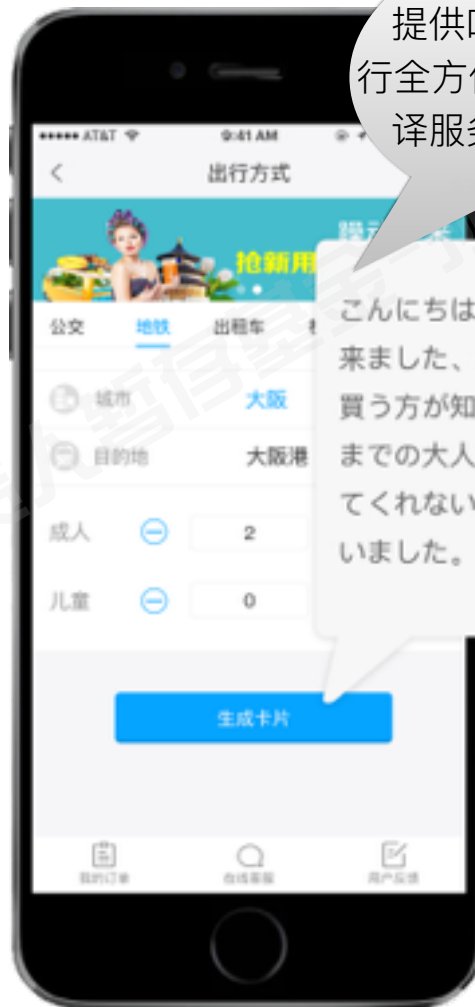 提供
行全方
译服
AT&T
9:41 AM
出行方式
抢新用
公交
地铁
出租车
城市
大阪
目的地
大阪港
成人
2
儿童
0
こんにちは
来ました、
買う方が知
までの大人
てくれない
いました。
生成卡片
我的订单
在线客服
用户反馈